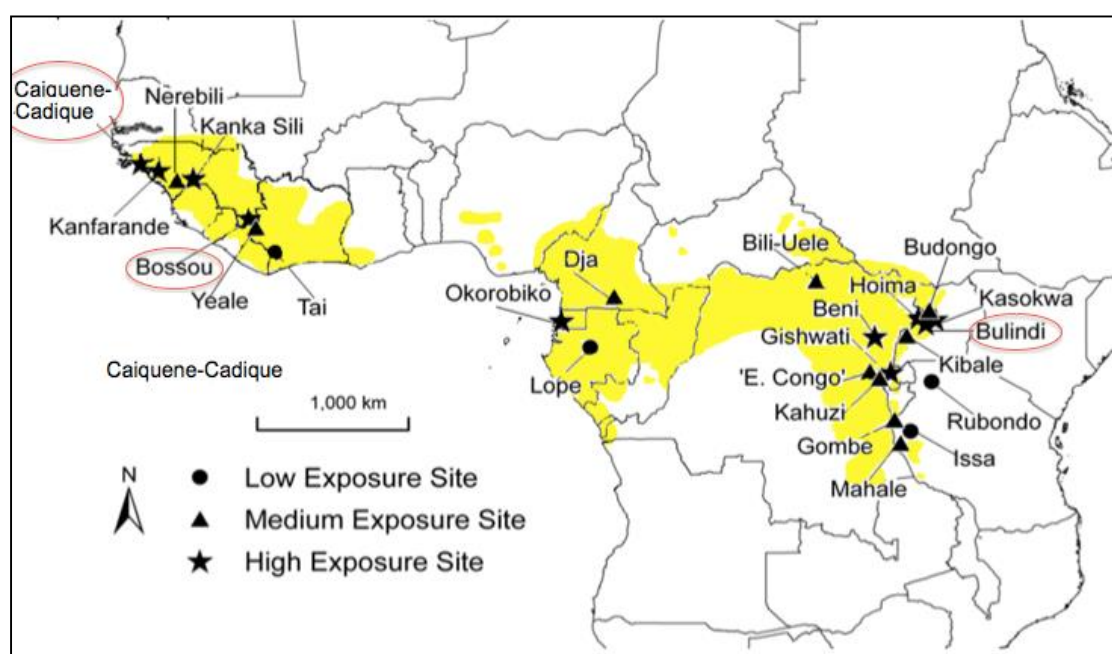 Caiquene-
Cadique
Nerebili
Kanka Sili
Kanfarande
Bossou
Yeale
Tai
Okorobiko
Dja
Lope
Bili-Uele
Budongo
Hoima
Kasokwa
Beni
Bulindi
Gishwati
Kibale
'E. Congo'
Rubondo
Kahuzi
Gombe
Issa
Mahale
Caiquene-Cadique
1,000 km
N
Low Exposure Site
Medium Exposure Site
High Exposure Site